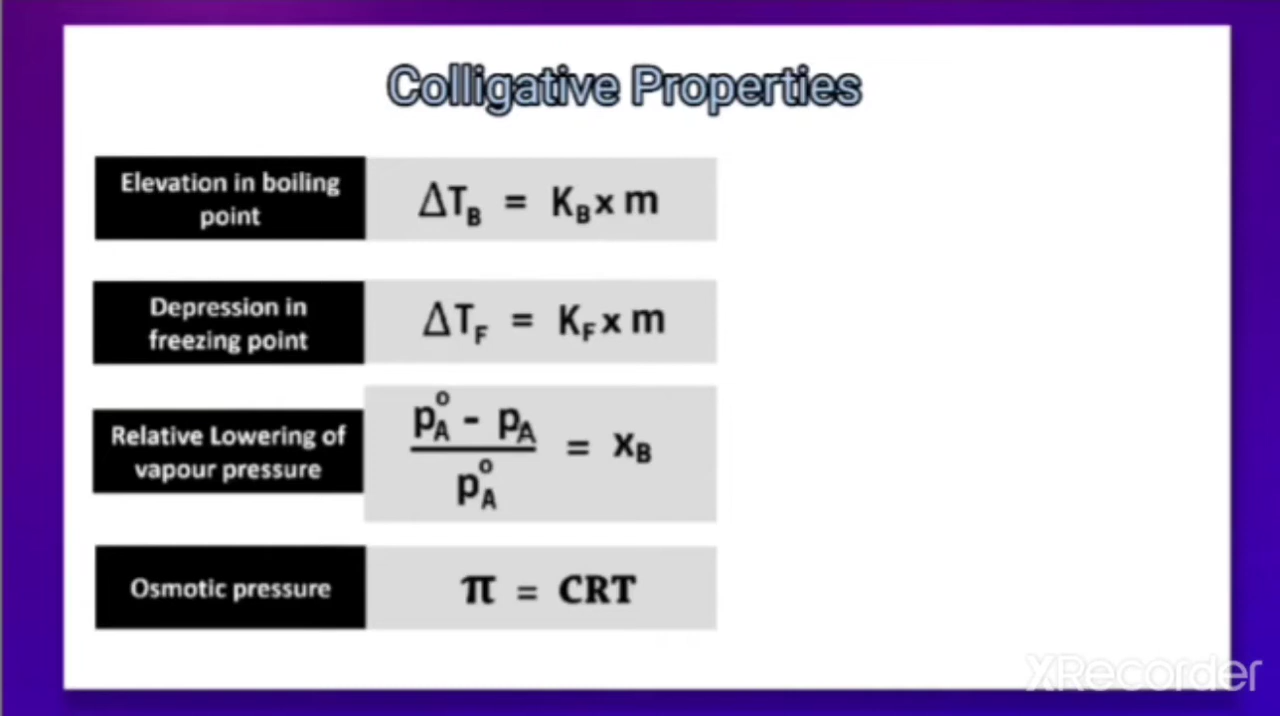 Colligative Properties
Elevation in boiling
point
ΔT_B = K_B x m
Depression in
freezing point
ΔT_F = K_F x m
Relative Lowering of
vapour pressure
p°_A - p_A
p°_A
= x_B
Osmotic pressure
π = CRT
XRecorder